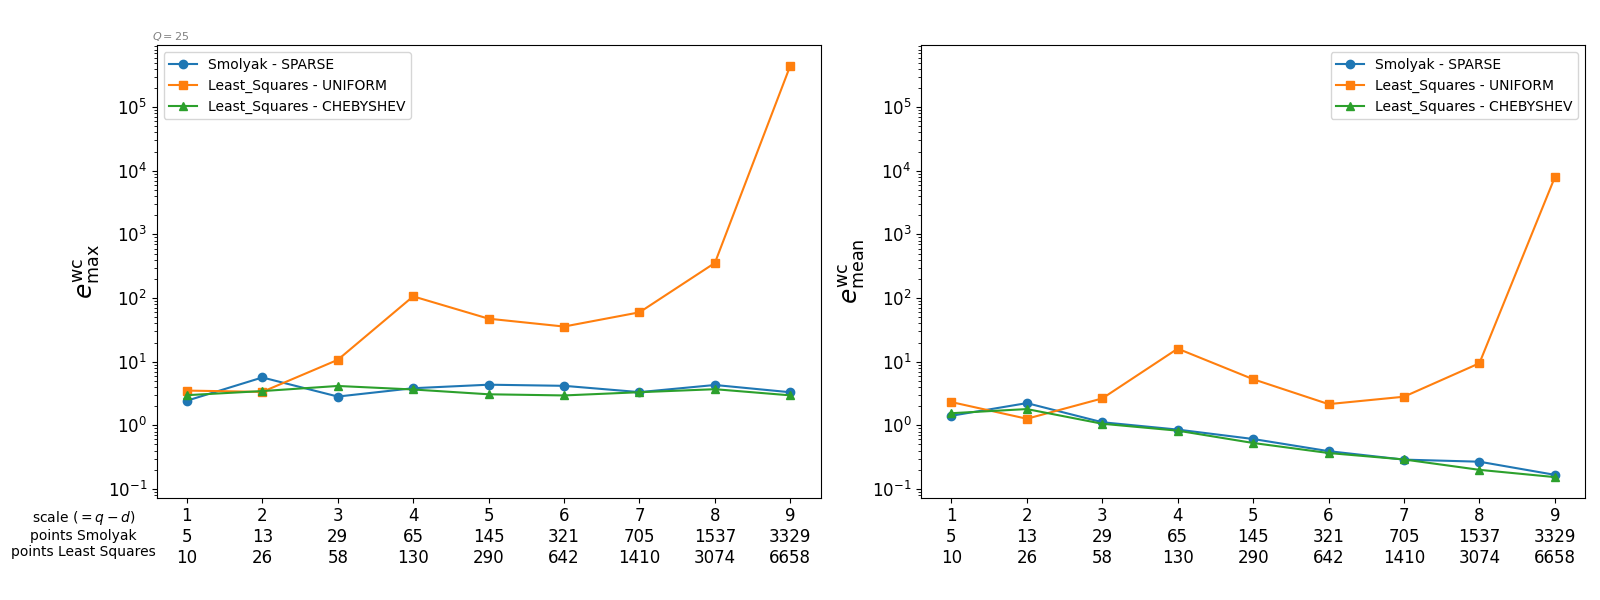 Q = 25
Smolyak - SPARSE
Least_Squares - UNIFORM
Least_Squares - CHEBYSHEV
10^5
10^4
10^3
10^2
10^1
10^0
10^-1
e^wc_max
scale (= q − d)
1 2 3 4 5 6 7 8 9
points Smolyak
5 13 29 65 145 321 705 1537 3329
points Least Squares
10 26 58 130 290 642 1410 3074 6658
Smolyak - SPARSE
Least_Squares - UNIFORM
Least_Squares - CHEBYSHEV
10^5
10^4
10^3
10^2
10^1
10^0
10^-1
e^wc_mean
1 2 3 4 5 6 7 8 9
5 13 29 65 145 321 705 1537 3329
10 26 58 130 290 642 1410 3074 6658